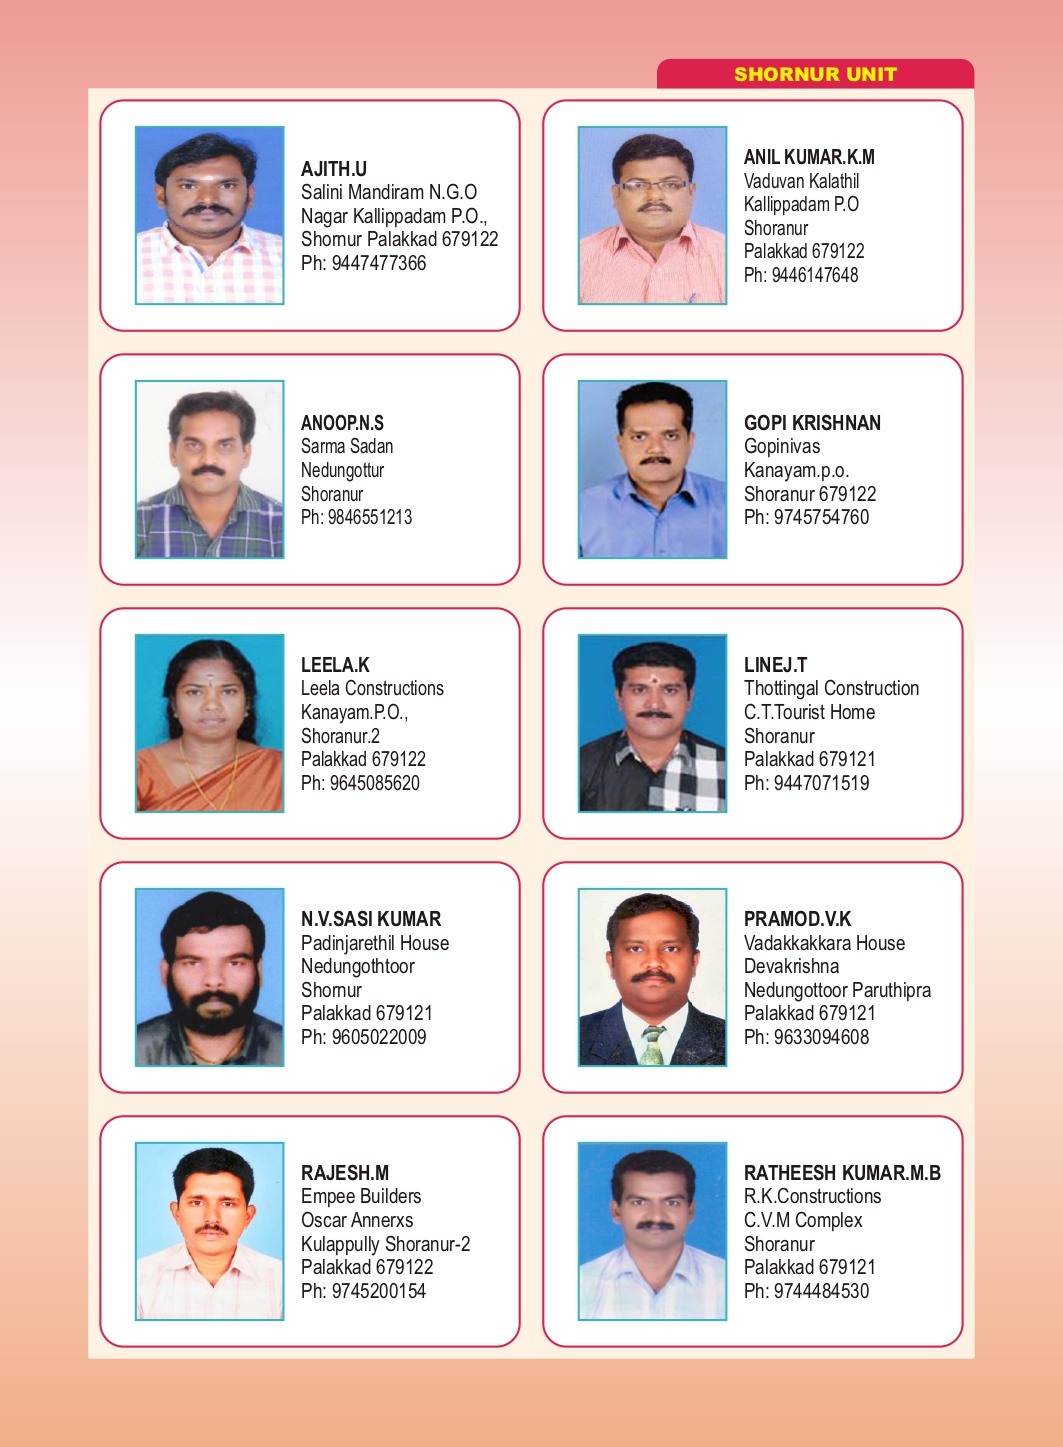 SHORNUR UNIT
AJITH.U
Salini Mandiram N.G.O
Nagar Kallippadam P.O.,
Shornur Palakkad 679122
Ph: 9447477366
ANIL KUMAR.K.M
Vaduvan Kalathil
Kallippadam P.O
Shoranur
Palakkad 679122
Ph: 9446147648
ANOOP.N.S
Sarma Sadan
Nedungottur
Shoranur
Ph: 9846551213
GOPI KRISHNAN
Gopinivas
Kanayam.p.o.
Shoranur 679122
Ph: 9745754760
LEELA.K
Leela Constructions
Kanayam.P.O.,
Shoranur.2
Palakkad 679122
Ph: 9645085620
LINEJ.T
Thottingal Construction
C.T.Tourist Home
Shoranur
Palakkad 679121
Ph: 9447071519
N.V.SASI KUMAR
Padinjarethil House
Nedungothtoor
Shornur
Palakkad 679121
Ph: 9605022009
PRAMOD.V.K
Vadakkakkara House
Devakrishna
Nedungottoor Paruthipra
Palakkad 679121
Ph: 9633094608
RAJESH.M
Empee Builders
Oscar Annerxs
Kulappully Shoranur-2
Palakkad 679122
Ph: 9745200154
RATHEESH KUMAR.M.B
R.K.Constructions
C.V.M Complex
Shoranur
Palakkad 679121
Ph: 9744484530